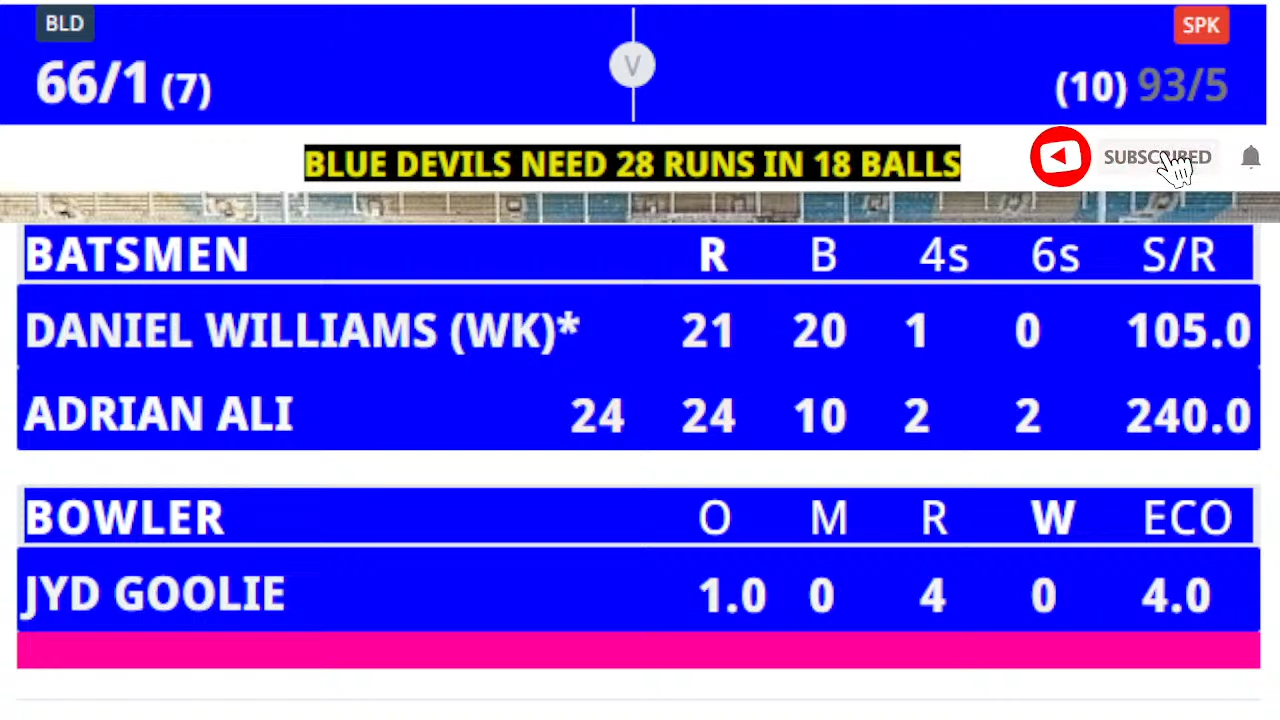 BLD
SPK
66/1 (7)
V
(10) 93/5
BLUE DEVILS NEED 28 RUNS IN 18 BALLS
SUBSCRIBED
BATSMEN R B 4s 6s S/R
DANIEL WILLIAMS (WK)* 21 20 1 0 105.0
ADRIAN ALI 24 24 10 2 2 240.0
BOWLER O M R W ECO
JYD GOOLIE 1.0 0 4 0 4.0